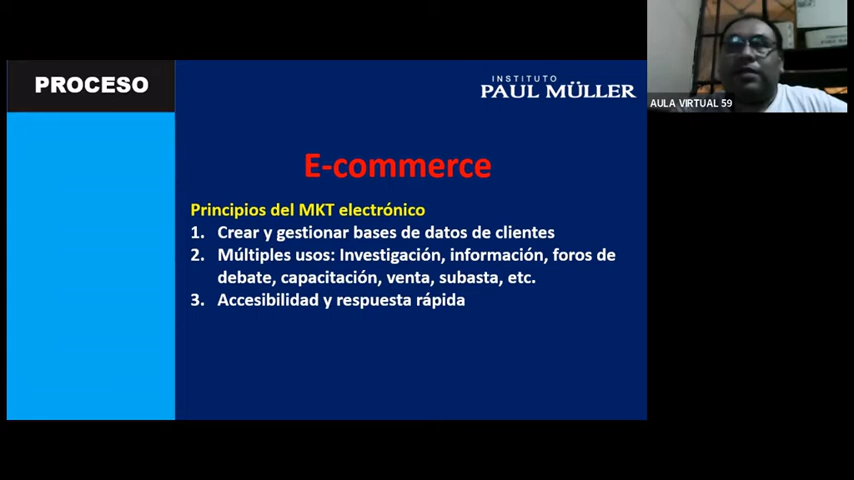 PROCESO
INSTITUTO
PAUL MÜLLER
AULA VIRTUAL 59
E-commerce
Principios del MKT electrónico
1. Crear y gestionar bases de datos de clientes
2. Múltiples usos: Investigación, información, foros de
debate, capacitación, venta, subasta, etc.
3. Accesibilidad y respuesta rápida